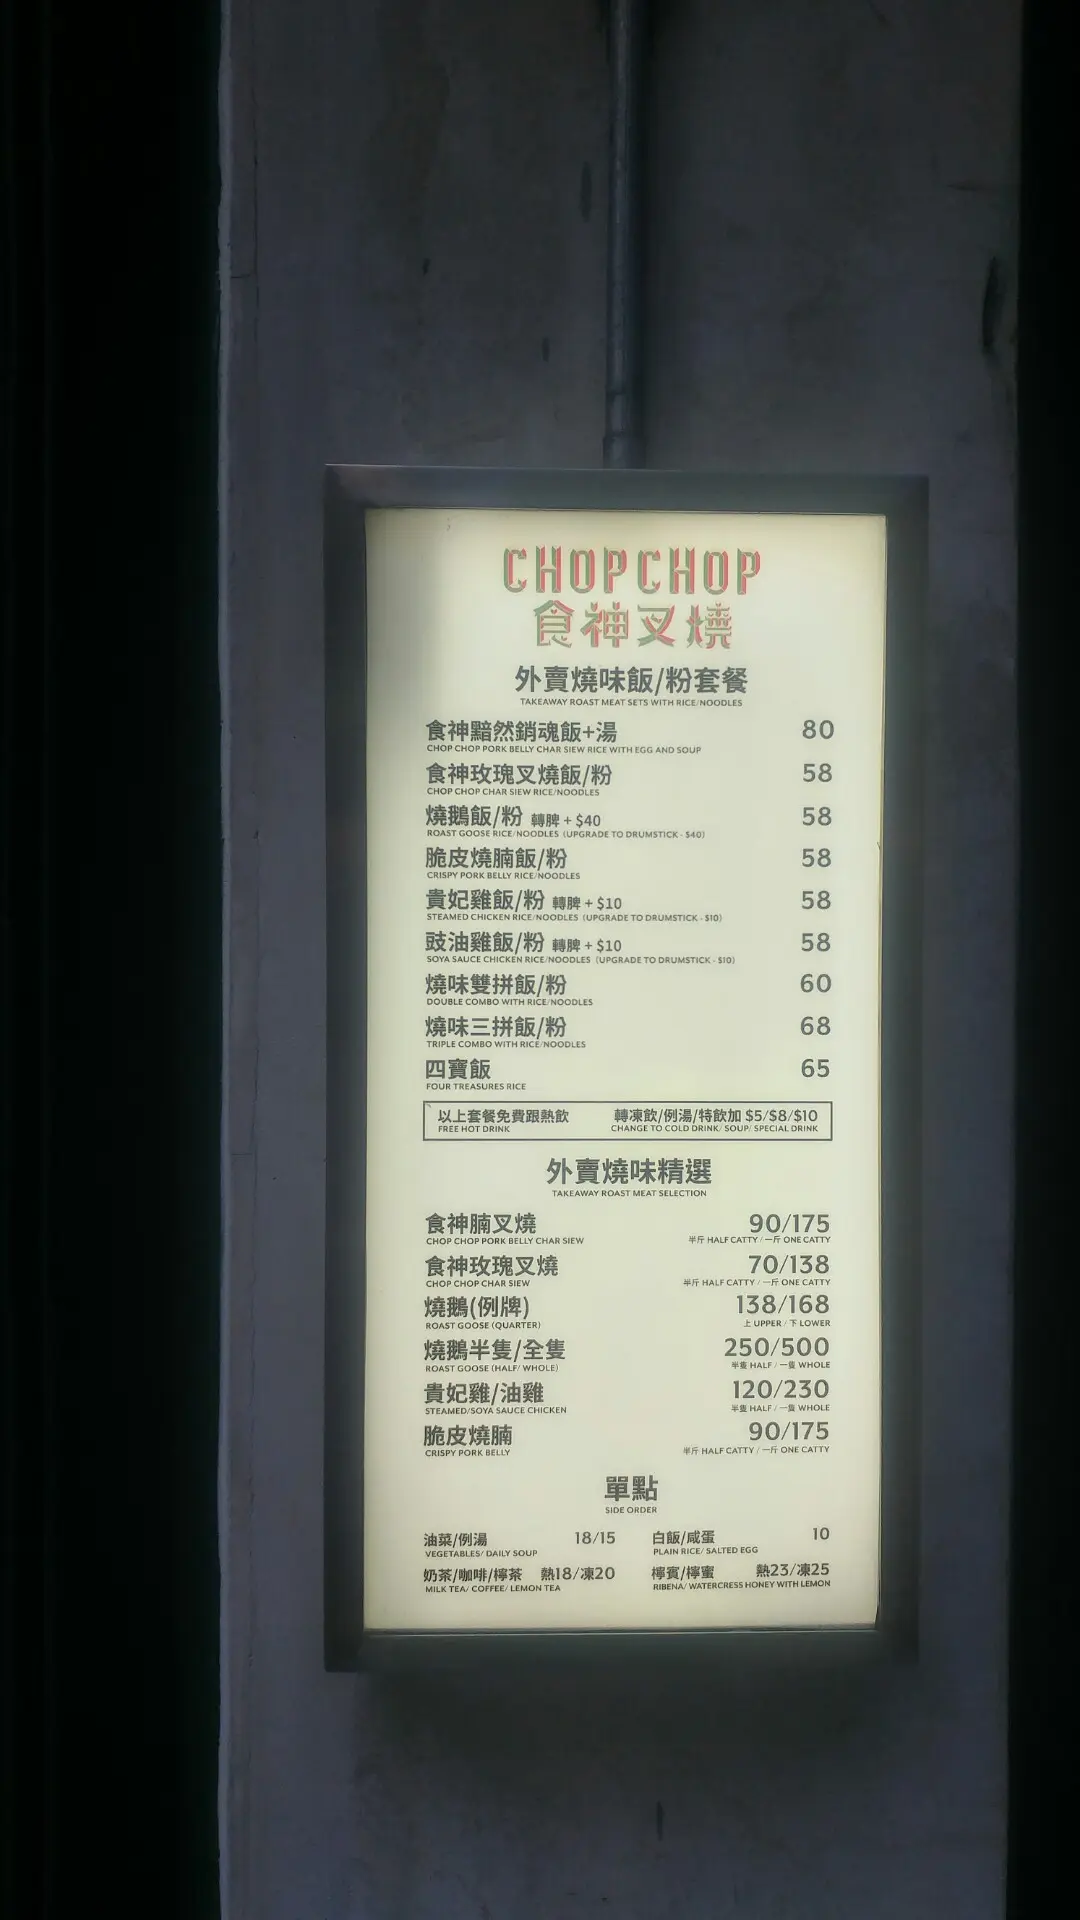 CHOPCHOP
食神叉燒
外賣燒味飯/粉套餐
TAKEAWAY ROAST MEAT SETS WITH RICE/NOODLES
食神黯然銷魂飯+湯 80
CHOP CHOP PORK BELLY CHAR SIEW RICE WITH EGG AND SOUP
食神玫瑰叉燒飯/粉 58
CHOP CHOP CHAR SIEW RICE/NOODLES
燒鵝飯/粉 轉脾 + $40 58
ROAST GOOSE RICE/NOODLES (UPGRADE TO DRUMSTICK - $40)
脆皮燒腩飯/粉 58
CRISPY PORK BELLY RICE/NOODLES
貴妃雞飯/粉 轉脾 + $10 58
STEAMED CHICKEN RICE/NOODLES (UPGRADE TO DRUMSTICK - $10)
豉油雞飯/粉 轉脾 + $10 58
SOYA SAUCE CHICKEN RICE/NOODLES (UPGRADE TO DRUMSTICK - $10)
燒味雙拼飯/粉 60
DOUBLE COMBO WITH RICE/NOODLES
燒味三拼飯/粉 68
TRIPLE COMBO WITH RICE/NOODLES
四寶飯 65
FOUR TREASURES RICE
以上套餐免費跟熱飲 轉凍飲/例湯/特飲加 $5/$8/$10
FREE HOT DRINK CHANGE TO COLD DRINK/ SOUP/ SPECIAL DRINK
外賣燒味精選
TAKEAWAY ROAST MEAT SELECTION
食神腩叉燒 90/175
CHOP CHOP PORK BELLY CHAR SIEW 半斤 HALF CATTY / 一斤 ONE CATTY
食神玫瑰叉燒 70/138
CHOP CHOP CHAR SIEW 半斤 HALF CATTY / 一斤 ONE CATTY
燒鵝(例牌) 138/168
ROAST GOOSE (QUARTER) 上 UPPER / 下 LOWER
燒鵝半隻/全隻 250/500
ROAST GOOSE (HALF/ WHOLE) 半隻 HALF / 一隻 WHOLE
貴妃雞/油雞 120/230
STEAMED/SOYA SAUCE CHICKEN 半隻 HALF / 一隻 WHOLE
脆皮燒腩 90/175
CRISPY PORK BELLY 半斤 HALF CATTY / 一斤 ONE CATTY
單點
SIDE ORDER
油菜/例湯 18/15 白飯/咸蛋 10
VEGETABLES/ DAILY SOUP PLAIN RICE/ SALTED EGG
奶茶/咖啡/檸茶 熱18/凍20 檸賓/檸蜜 熱23/凍25
MILK TEA/ COFFEE/ LEMON TEA RIBENA/ WATERCRESS HONEY WITH LEMON